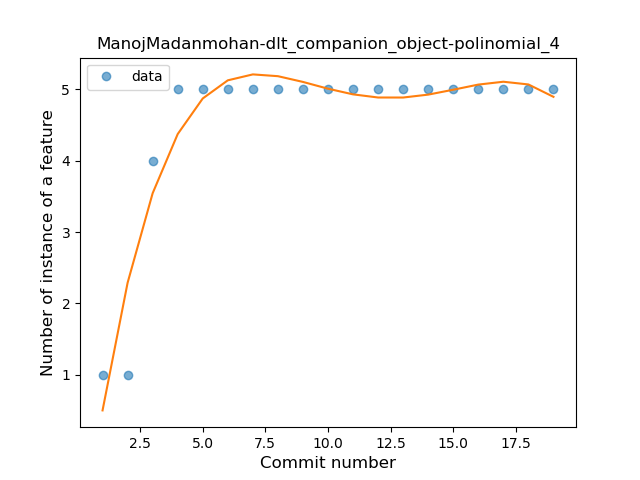 ManojMadanmohan-dlt_companion_object-polinomial_4
data
5
4
3
2
1
Number of instance of a feature
2.5 5.0 7.5 10.0 12.5 15.0 17.5
Commit number